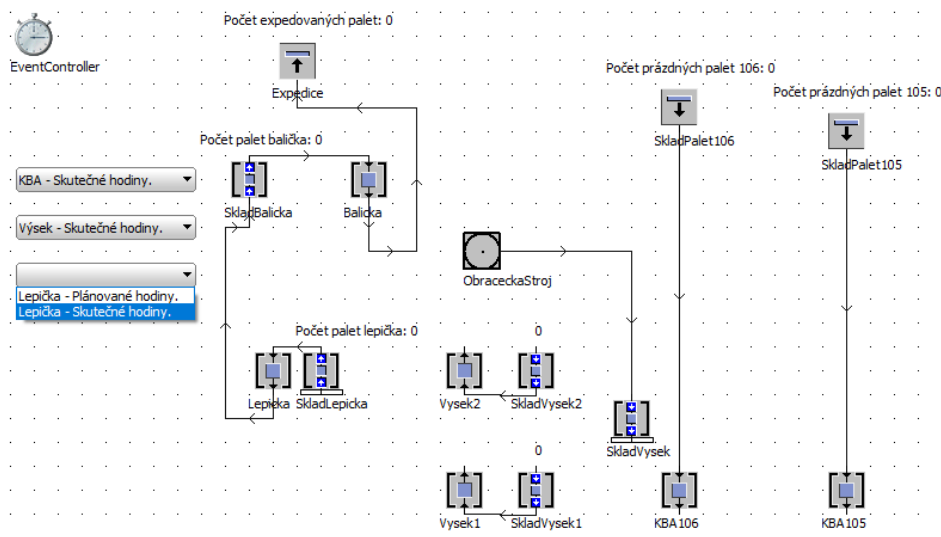 Počet expedovaných palet: 0
EventController
Expedice
Počet prázdných palet 106: 0
Počet prázdných palet 105: 0
SkladPalet106
SkladPalet105
Počet palet balička: 0
KBA - Skutečné hodiny.
SkladBalicka
Balicka
Výsek - Skutečné hodiny.
ObraceckaStroj
Lepička - Plánované hodiny.
Lepička - Skutečné hodiny.
Počet palet lepička: 0
0
Lepicka
SkladLepicka
Vysek2
SkladVysek2
SkladVysek
0
Vysek1
SkladVysek1
KBA106
KBA105